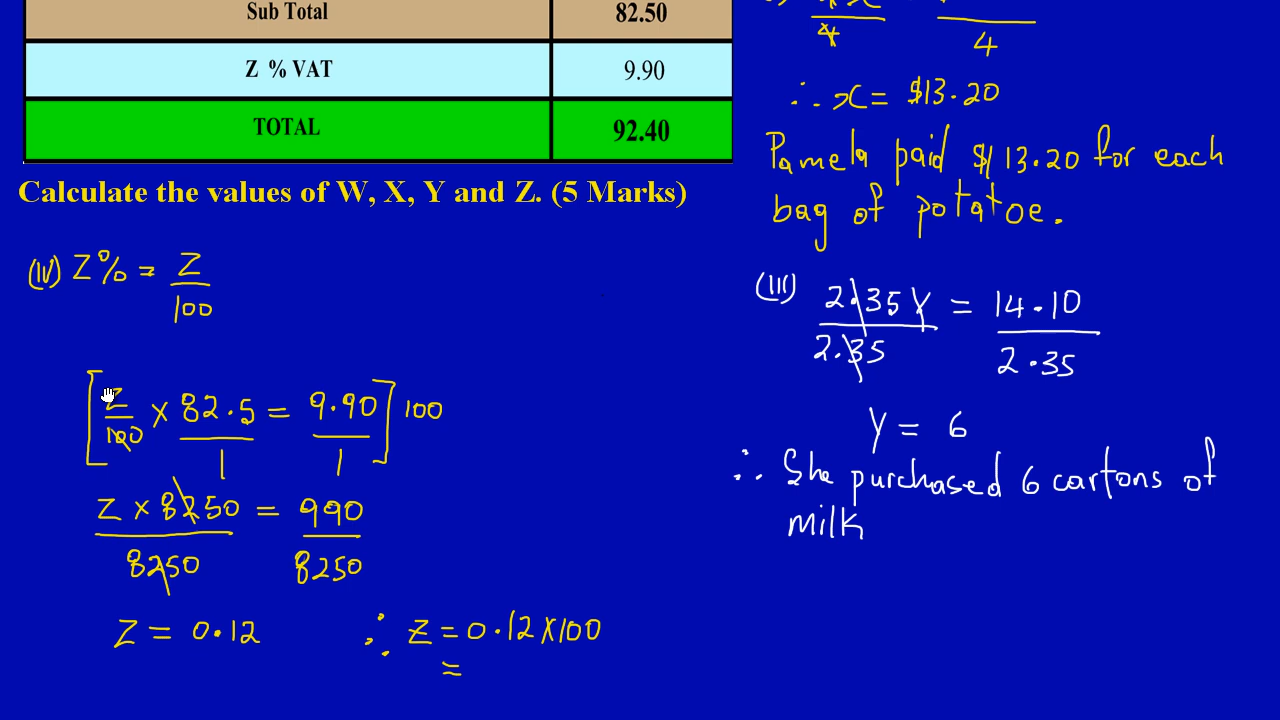 Sub Total 82.50
Z % VAT 9.90
TOTAL 92.40
Calculate the values of W, X, Y and Z. (5 Marks)
(IV) Z% = Z/100
[Z/100 × 82.5/1 = 9.90/1] 100
Z × 8250/8250 = 990/8250
Z = 0.12 ∴ Z = 0.12 × 100
=
4 4
∴ x = $13.20
Pamela paid $13.20 for each
bag of potatoe.
(III) 2.35 Y/2.35 = 14.10/2.35
Y = 6
∴ She purchased 6 cartons of
milk